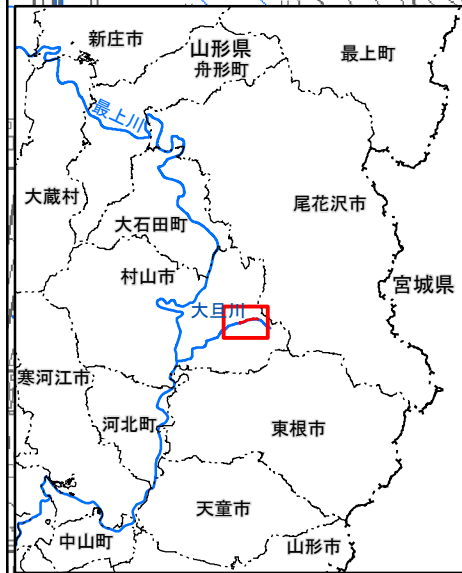 新庄市
山形県
舟形町
最上町
最上川
大蔵村
尾花沢市
大石田町
村山市
宮城県
大旦川
寒河江市
河北町
東根市
天童市
中山町
山形市